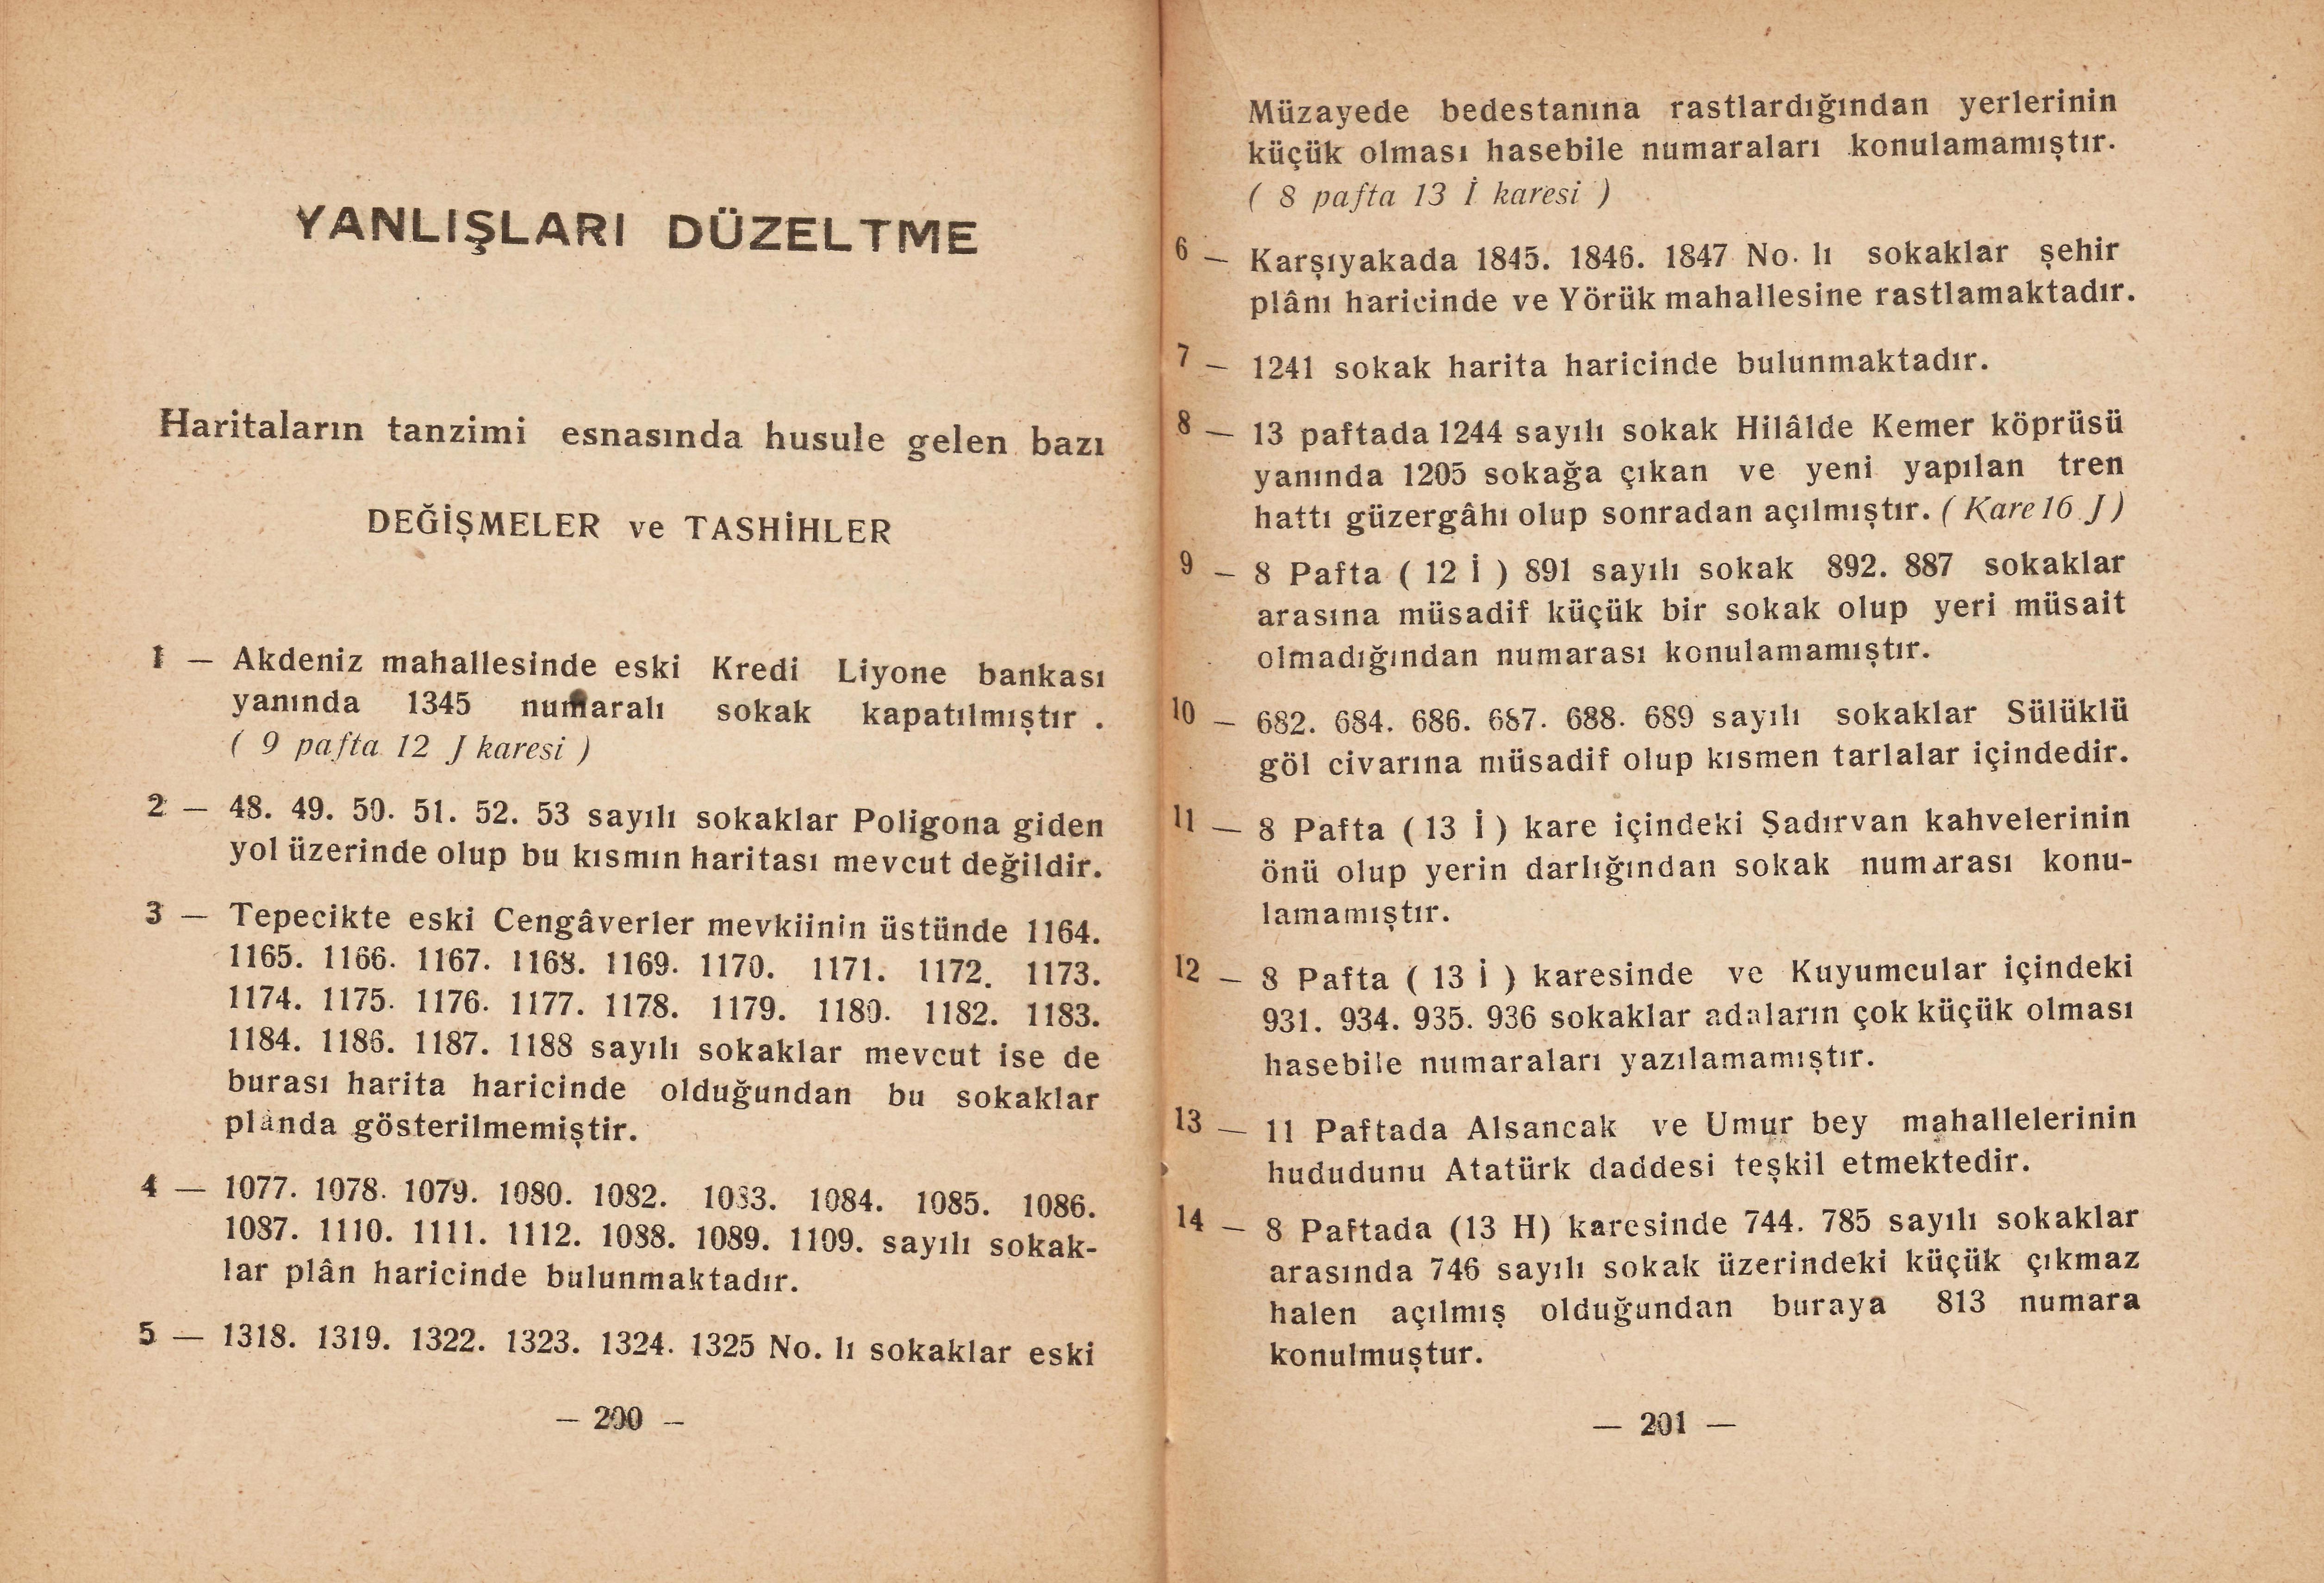 YANLIŞLARI DÜZELTME
Haritaların tanzimi esnasında husule gelen bazı
DEĞİŞMELER ve TASHİHLER
1 — Akdeniz mahallesinde eski Kredi Liyone bankası
yanında 1345 numaralı sokak kapatılmıştır .
( 9 pafta 12 J karesi )
2 — 48. 49. 50. 51. 52. 53 sayılı sokaklar Poligona giden
yol üzerinde olup bu kısmın haritası mevcut değildir.
3 — Tepecikte eski Cengâverler mevkiinin üstünde 1164.
1165. 1166. 1167. 1168. 1169. 1170. 1171. 1172. 1173.
1174. 1175. 1176. 1177. 1178. 1179. 1180. 1182. 1183.
1184. 1186. 1187. 1188 sayılı sokaklar mevcut ise de
burası harita haricinde olduğundan bu sokaklar
plânda gösterilmemiştir.
4 — 1077. 1078. 1079. 1080. 1082. 1083. 1084. 1085. 1086.
1087. 1110. 1111. 1112. 1088. 1089. 1109. sayılı sokak-
lar plân haricinde bulunmaktadır.
5 — 1318. 1319. 1322. 1323. 1324. 1325 No. lı sokaklar eski
— 200 —
Müzayede bedestanına rastlardığından yerlerinin
küçük olması hasebile numaraları konulamamıştır.
( 8 pafta 13 İ karesi )
6 — Karşıyakada 1845. 1846. 1847 No. lı sokaklar şehir
plânı haricinde ve Yörük mahallesine rastlamaktadır.
7 — 1241 sokak harita haricinde bulunmaktadır.
8 — 13 paftada 1244 sayılı sokak Hilâlde Kemer köprüsü
yanında 1205 sokağa çıkan ve yeni yapılan tren
hattı güzergâhı olup sonradan açılmıştır. ( Kare 16 J )
9 — 8 Pafta ( 12 İ ) 891 sayılı sokak 892. 887 sokaklar
arasına müsadif küçük bir sokak olup yeri müsait
olmadığından numarası konulamamıştır.
10 — 682. 684. 686. 687. 688. 689 sayılı sokaklar Sülüklü
göl civarına müsadif olup kısmen tarlalar içindedir.
11 — 8 Pafta ( 13 İ ) kare içindeki Şadırvan kahvelerinin
önü olup yerin darlığından sokak numarası konu-
lamamıştır.
12 — 8 Pafta ( 13 İ ) karesinde ve Kuyumcular içindeki
931. 934. 935. 936 sokaklar adaların çok küçük olması
hasebile numaraları yazılamamıştır.
13 — 11 Paftada Alsancak ve Umur bey mahallelerinin
hududunu Atatürk daddesi teşkil etmektedir.
14 — 8 Paftada (13 H) karesinde 744. 785 sayılı sokaklar
arasında 746 sayılı sokak üzerindeki küçük çıkmaz
halen açılmış olduğundan buraya 813 numara
konulmuştur.
— 201 —